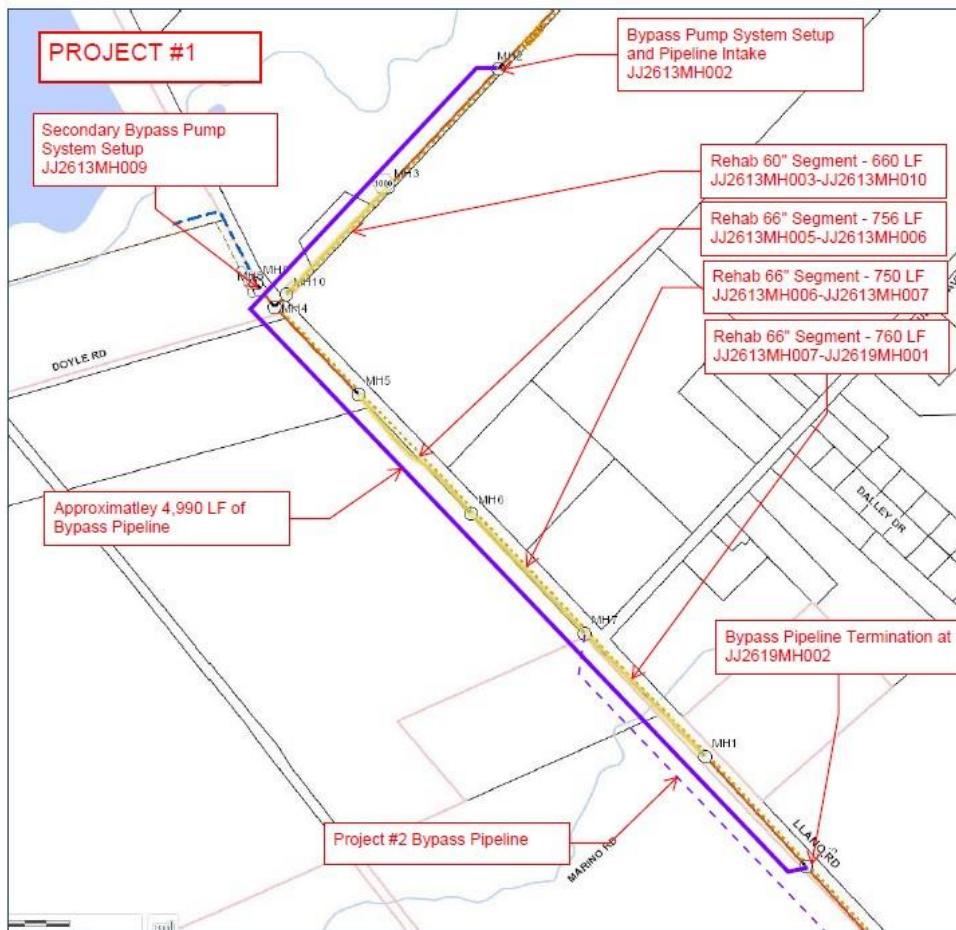 PROJECT #1
Bypass Pump System Setup
and Pipeline Intake
JJ2613MH002
MH2
Secondary Bypass Pump
System Setup
JJ2613MH009
Rehab 60" Segment - 660 LF
JJ2613MH003-JJ2613MH010
MH3
Rehab 66" Segment - 756 LF
JJ2613MH005-JJ2613MH006
Rehab 66" Segment - 750 LF
JJ2613MH006-JJ2613MH007
MH10
MH4
Rehab 66" Segment - 760 LF
JJ2613MH007-JJ2619MH001
DOYLE RD
MH5
Approximatley 4,990 LF of
Bypass Pipeline
MH6
DALLEY DR
MH7
Bypass Pipeline Termination at
JJ2619MH002
MH1
Project #2 Bypass Pipeline
LLANO RD
MARINO RD